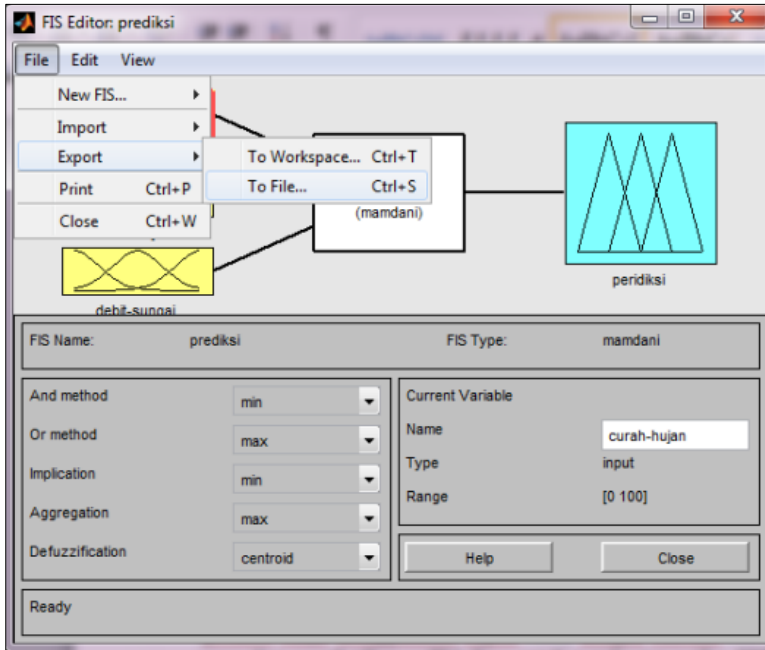 FIS Editor: prediksi
File Edit View
New FIS...
Import
Export
Print Ctrl+P
Close Ctrl+W
To Workspace... Ctrl+T
To File... Ctrl+S
(mamdani)
debit-sungai
peridiksi
FIS Name: prediksi FIS Type: mamdani
And method min
Or method max
Implication min
Aggregation max
Defuzzification centroid
Current Variable
Name curah-hujan
Type input
Range [0 100]
Help Close
Ready